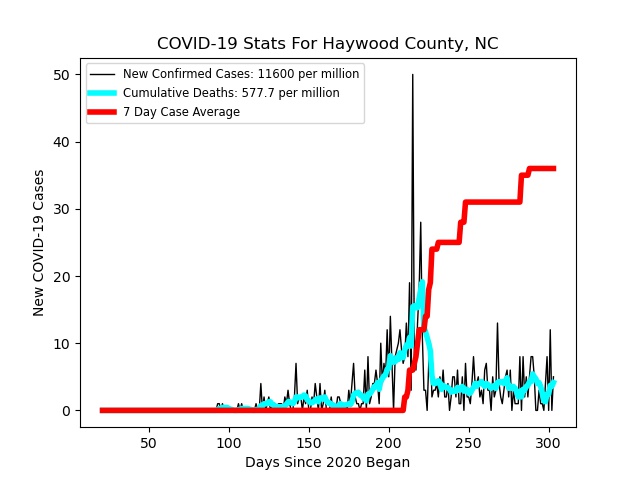 COVID-19 Stats For Haywood County, NC
New Confirmed Cases: 11600 per million
Cumulative Deaths: 577.7 per million
7 Day Case Average
New COVID-19 Cases
50
40
30
20
10
0
50 100 150 200 250 300
Days Since 2020 Began